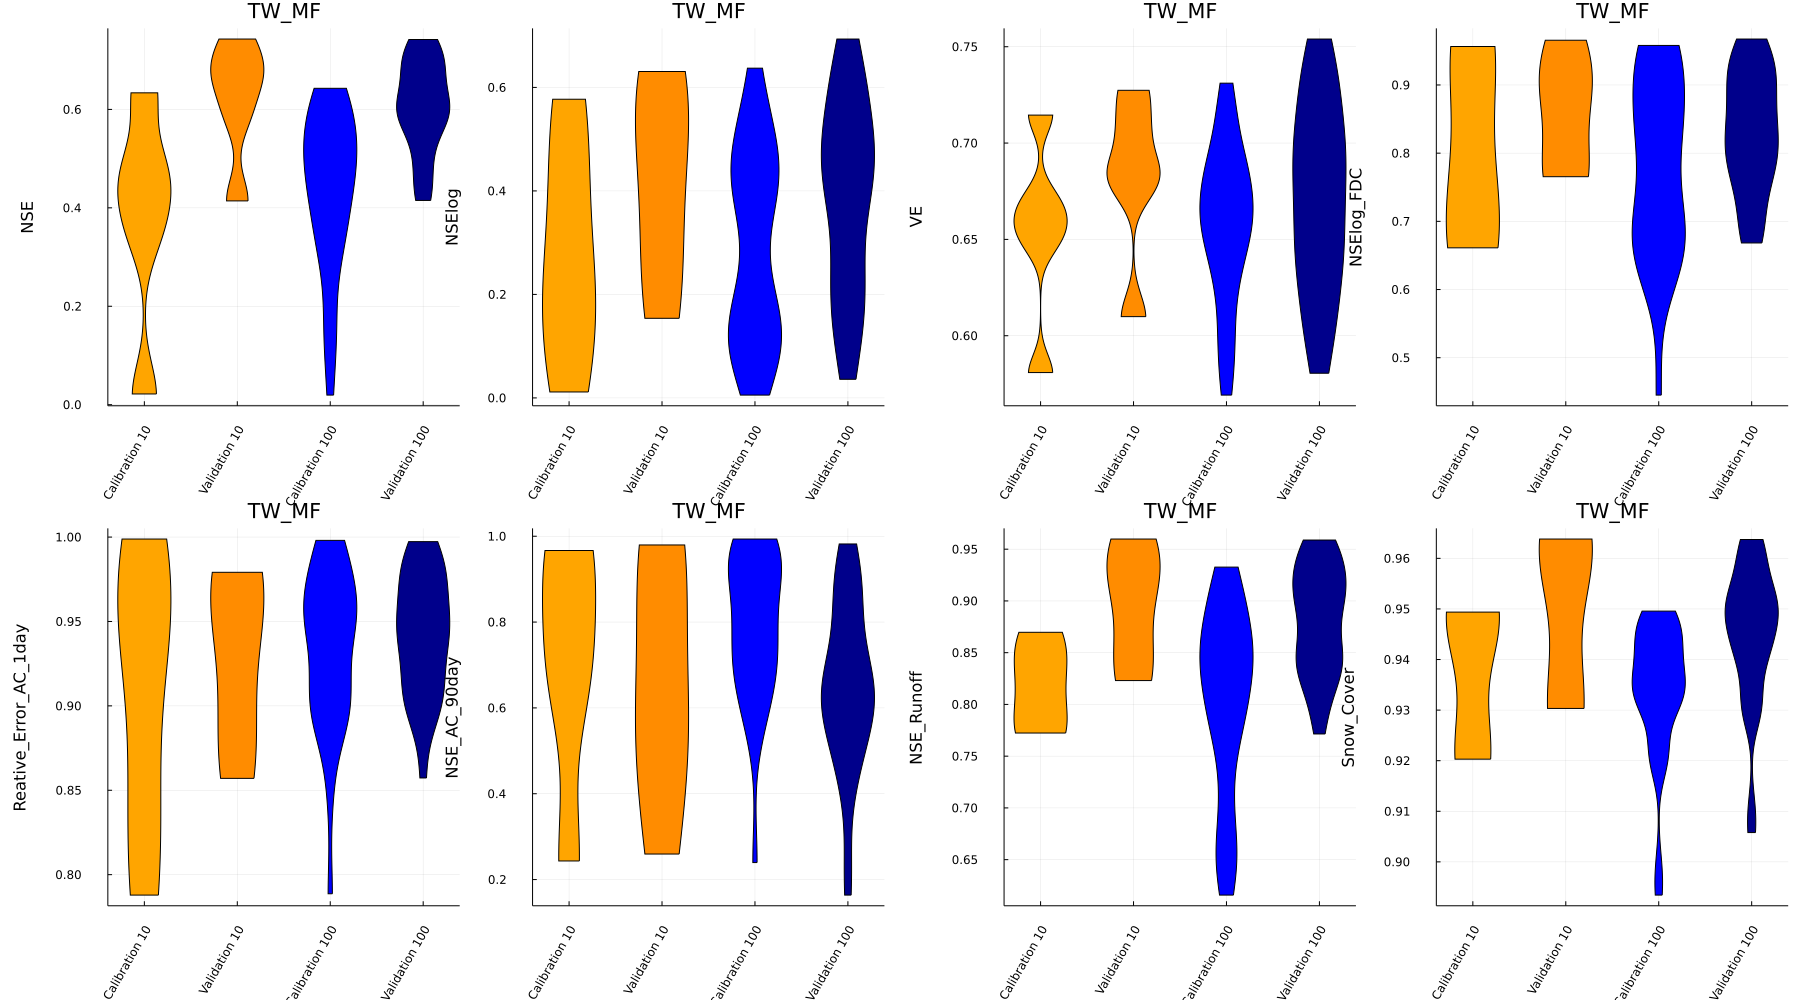 TW_MF
NSE
0.6
0.4
0.2
0.0
Calibration 10
Validation 10
Calibration 100
Validation 100
TW_MF
NSElog
0.6
0.4
0.2
0.0
Calibration 10
Validation 10
Calibration 100
Validation 100
TW_MF
VE
0.75
0.70
0.65
0.60
Calibration 10
Validation 10
Calibration 100
Validation 100
TW_MF
NSElog_FDC
0.9
0.8
0.7
0.6
0.5
Calibration 10
Validation 10
Calibration 100
Validation 100
TW_MF
Reative_Error_AC_1day
1.00
0.95
0.90
0.85
0.80
Calibration 10
Validation 10
Calibration 100
Validation 100
TW_MF
NSE_AC_90day
1.0
0.8
0.6
0.4
0.2
Calibration 10
Validation 10
Calibration 100
Validation 100
TW_MF
NSE_Runoff
0.95
0.90
0.85
0.80
0.75
0.70
0.65
Calibration 10
Validation 10
Calibration 100
Validation 100
TW_MF
Snow_Cover
0.96
0.95
0.94
0.93
0.92
0.91
0.90
Calibration 10
Validation 10
Calibration 100
Validation 100